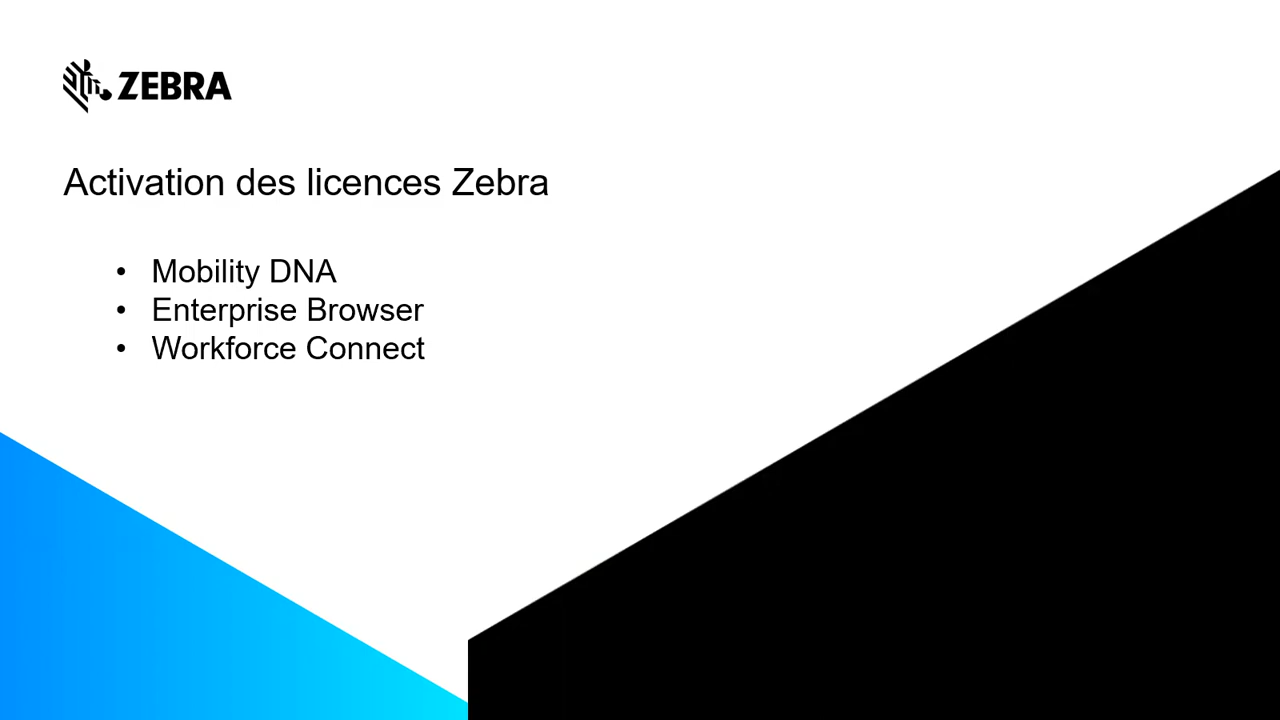 ZEBRA
Activation des licences Zebra
• Mobility DNA
• Enterprise Browser
• Workforce Connect